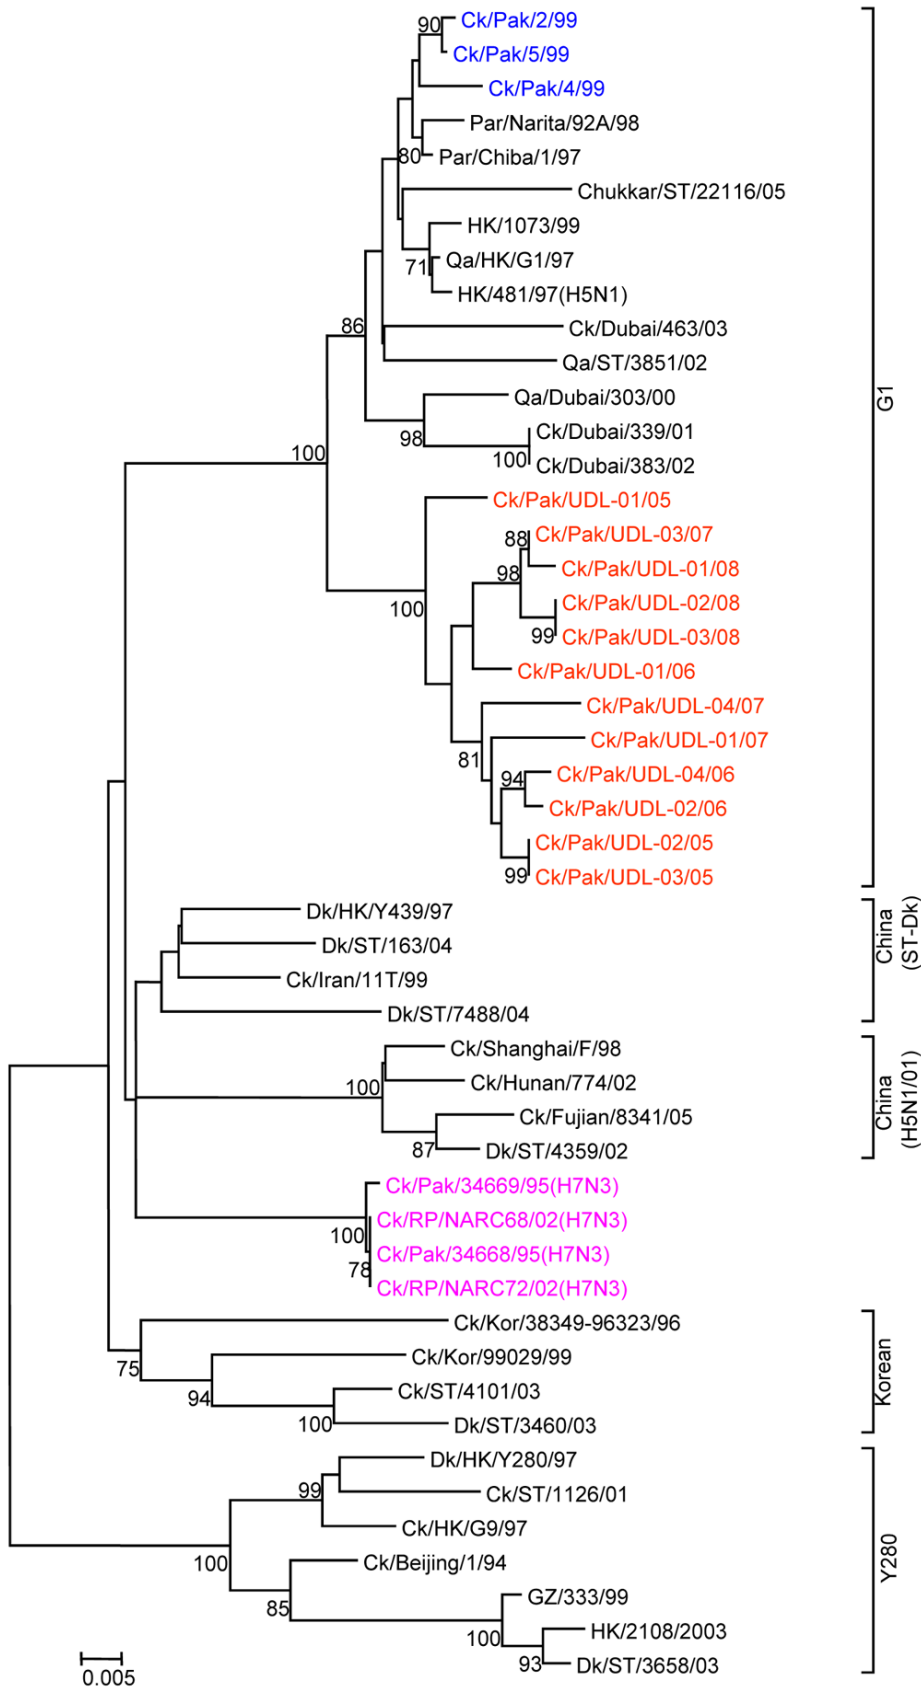 90
Ck/Pak/2/99
Ck/Pak/5/99
Ck/Pak/4/99
Par/Narita/92A/98
80
Par/Chiba/1/97
Chukkar/ST/22116/05
HK/1073/99
Qa/HK/G1/97
71
HK/481/97(H5N1)
86
Ck/Dubai/463/03
Qa/ST/3851/02
Qa/Dubai/303/00
G1
98
Ck/Dubai/339/01
100
100
Ck/Dubai/383/02
Ck/Pak/UDL-01/05
88
Ck/Pak/UDL-03/07
98
Ck/Pak/UDL-01/08
100
Ck/Pak/UDL-02/08
99
Ck/Pak/UDL-03/08
Ck/Pak/UDL-01/06
Ck/Pak/UDL-04/07
Ck/Pak/UDL-01/07
81
94
Ck/Pak/UDL-04/06
Ck/Pak/UDL-02/06
Ck/Pak/UDL-02/05
99
Ck/Pak/UDL-03/05
Dk/HK/Y439/97
Dk/ST/163/04
Ck/Iran/11T/99
Dk/ST/7488/04
China
(ST-Dk)
Ck/Shanghai/F/98
100
Ck/Hunan/774/02
Ck/Fujian/8341/05
87
Dk/ST/4359/02
China
(H5N1/01)
Ck/Pak/34669/95(H7N3)
Ck/RP/NARC68/02(H7N3)
100
Ck/Pak/34668/95(H7N3)
78
Ck/RP/NARC72/02(H7N3)
Ck/Kor/38349-96323/96
75
Ck/Kor/99029/99
94
Ck/ST/4101/03
100
Dk/ST/3460/03
Korean
Dk/HK/Y280/97
99
Ck/ST/1126/01
Ck/HK/G9/97
100
Ck/Beijing/1/94
85
GZ/333/99
100
HK/2108/2003
93
Dk/ST/3658/03
Y280
0.005